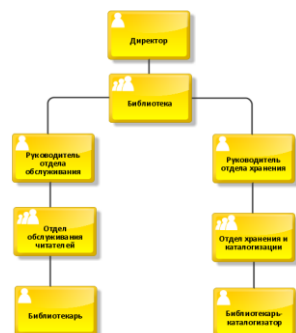 Директор
Библиотека
Руководитель
отдела
обслуживания
Руководитель
отдела хранения
Отдел
обслуживания
читателей
Отдел хранения и
каталогизации
Библиотекарь
Библиотекарь-
каталогизатор